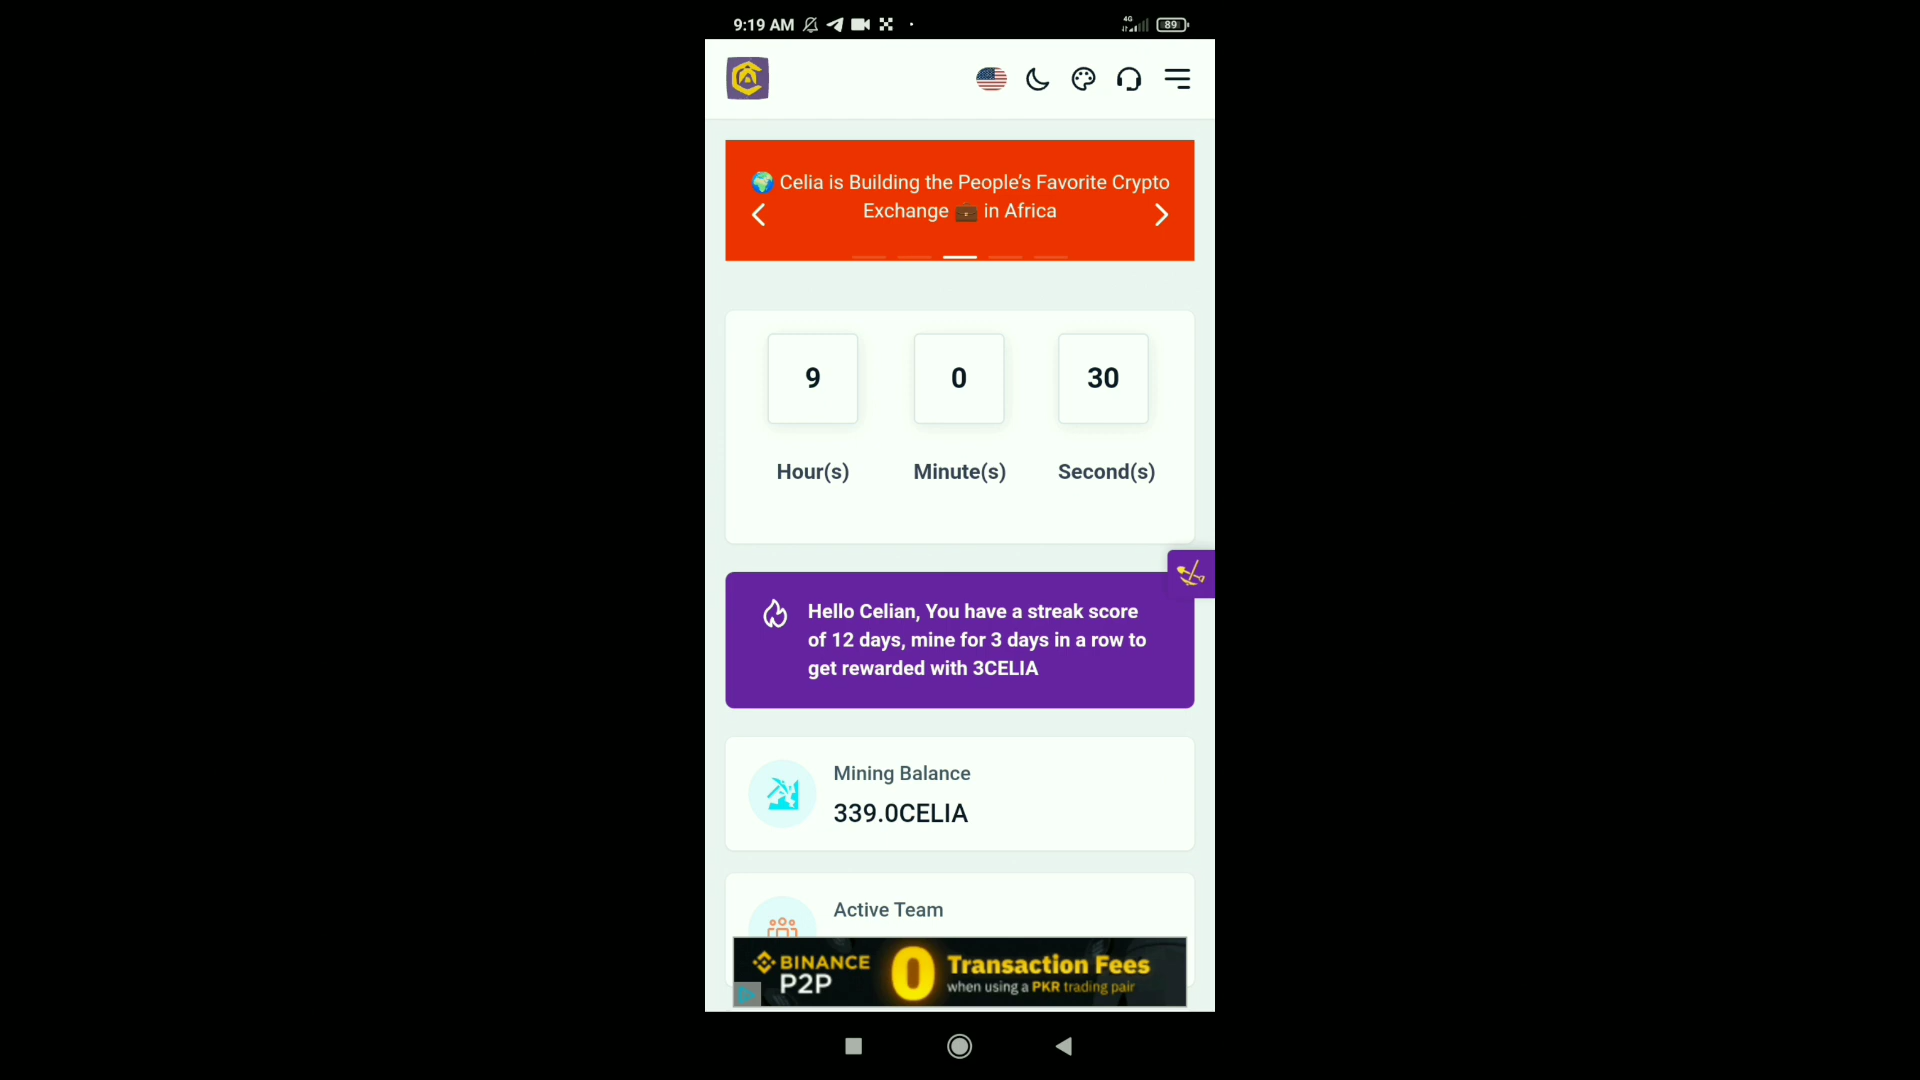 9:19 AM
4G
89
🌍 Celia is Building the People's Favorite Crypto
Exchange 💼 in Africa
9
0
30
Hour(s)
Minute(s)
Second(s)
Hello Celian, You have a streak score
of 12 days, mine for 3 days in a row to
get rewarded with 3CELIA
Mining Balance
339.0CELIA
Active Team
BINANCE
P2P
0
Transaction Fees
when using a PKR trading pair